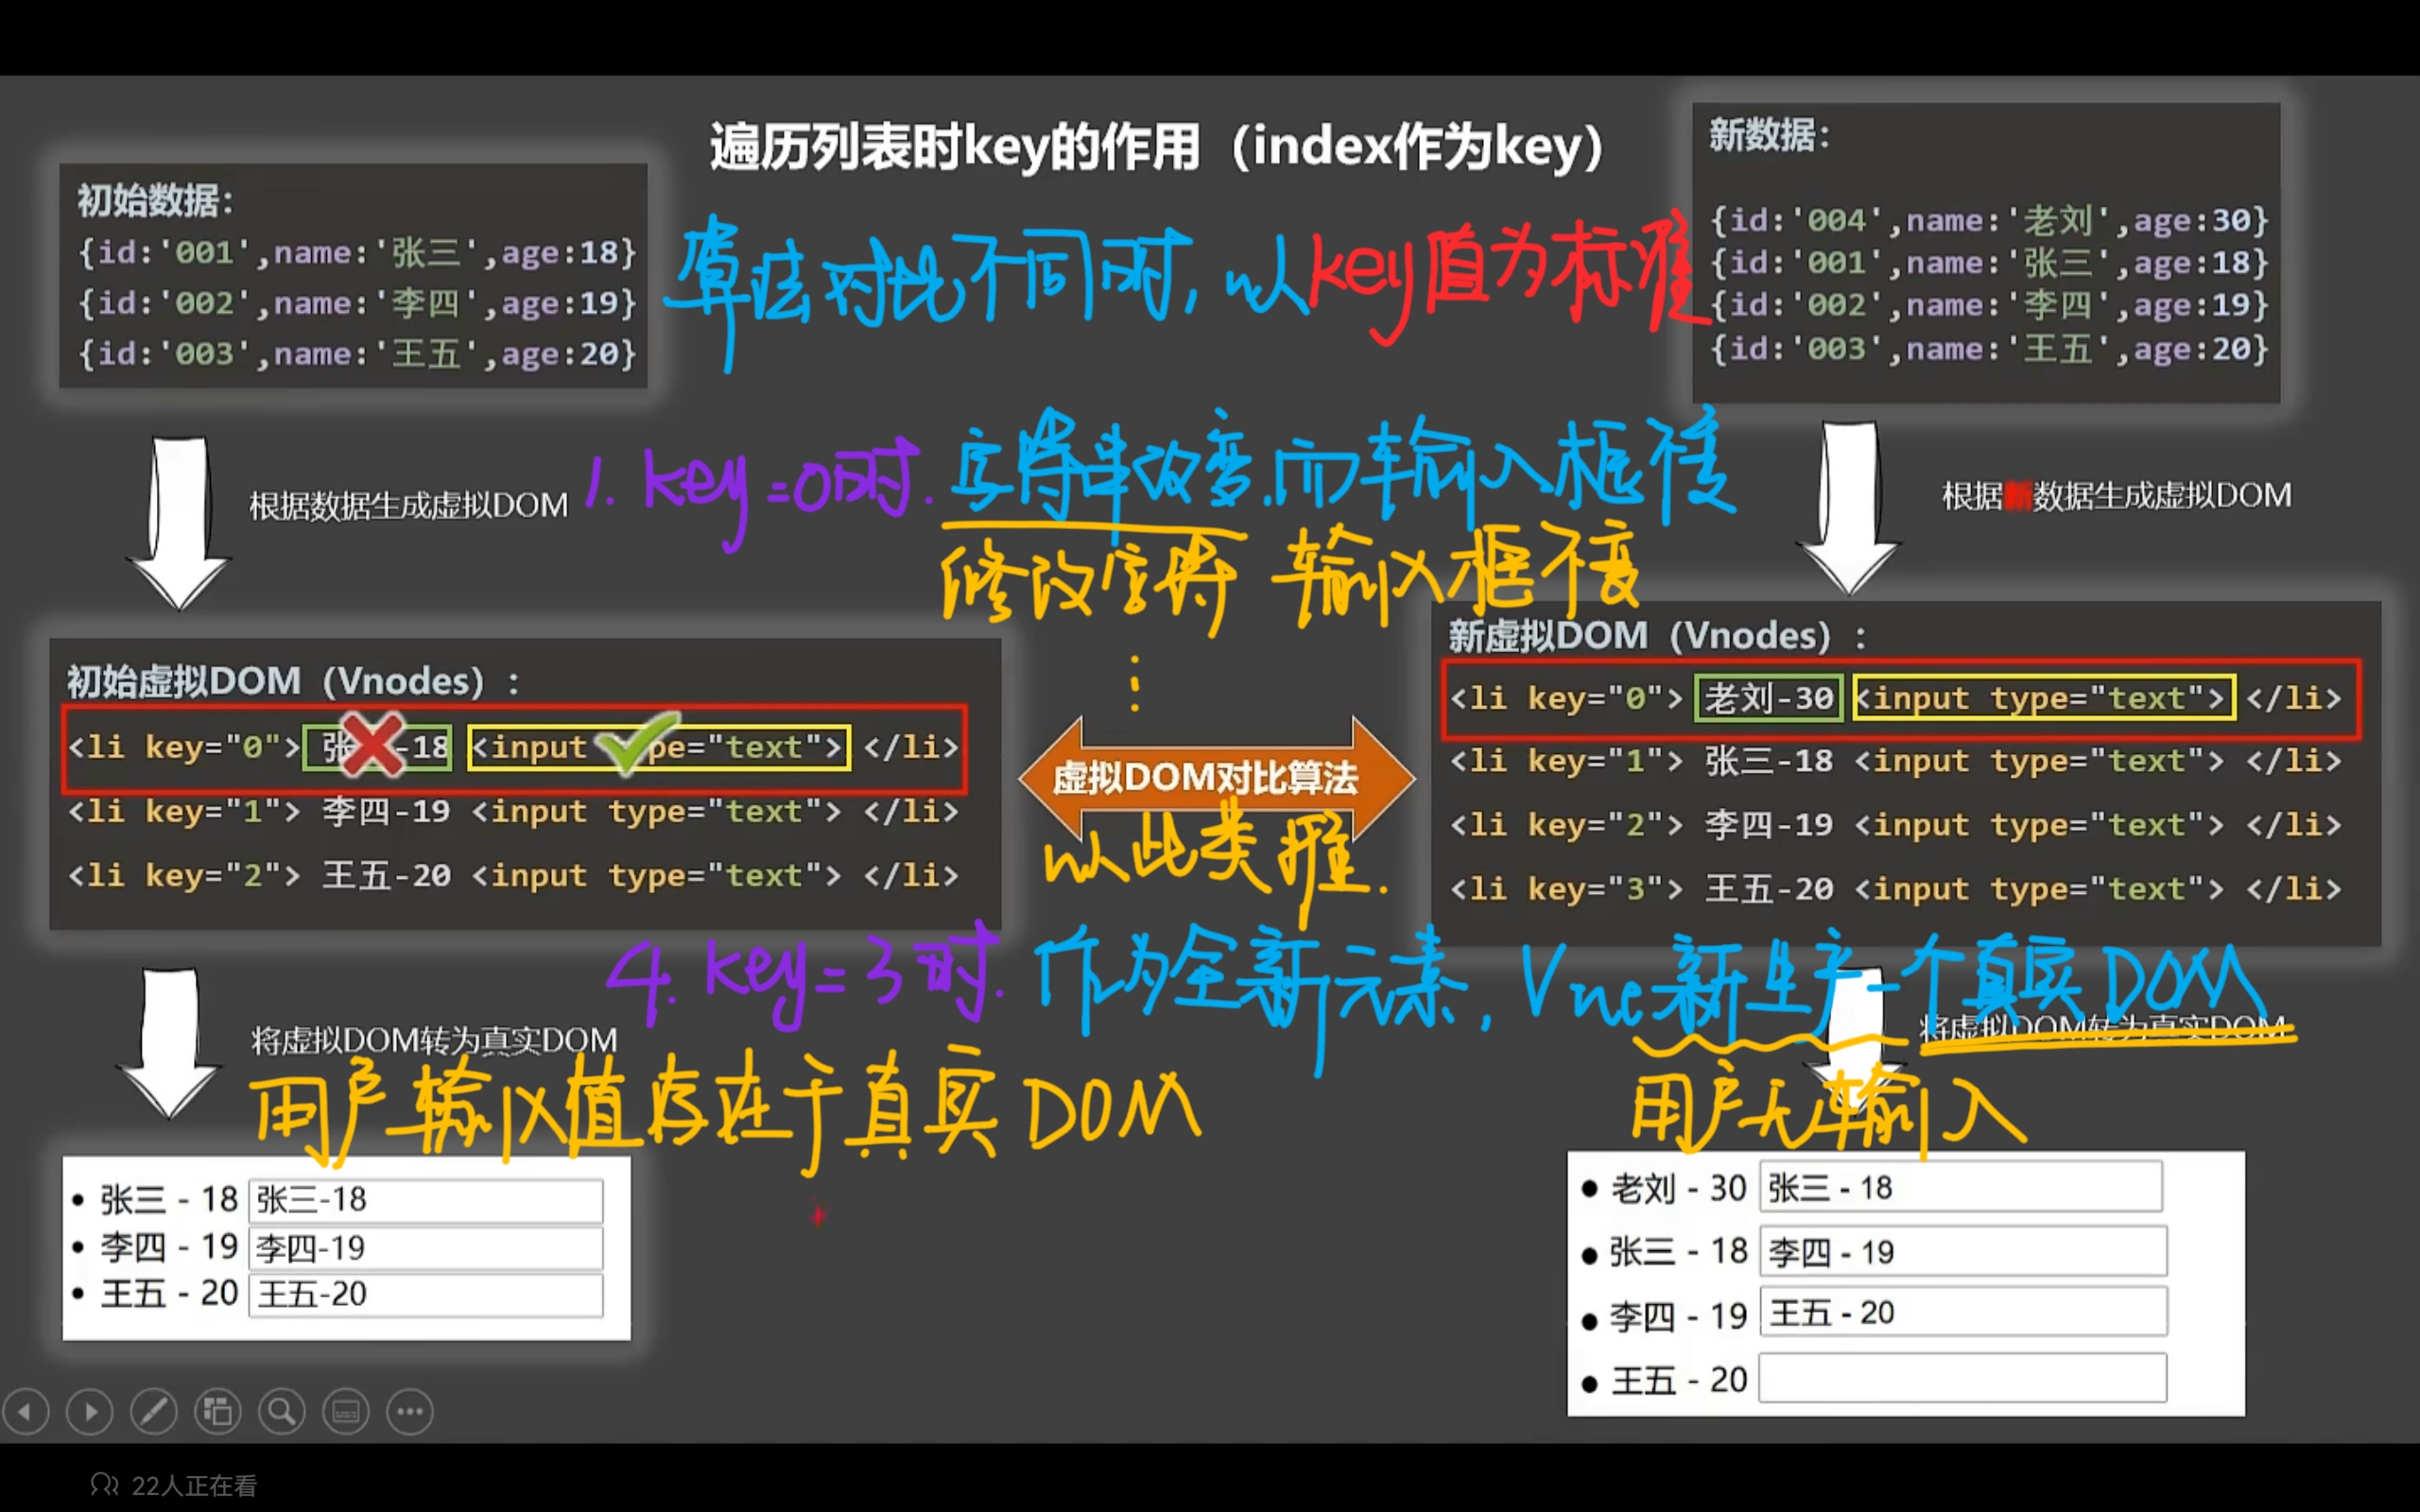 遍历列表时key的作用（index作为key）
初始数据：
{id:'001',name:'张三',age:18}
{id:'002',name:'李四',age:19}
{id:'003',name:'王五',age:20}
新数据：
{id:'004',name:'老刘',age:30}
{id:'001',name:'张三',age:18}
{id:'002',name:'李四',age:19}
{id:'003',name:'王五',age:20}
算法对比不同时, 以key值为标准
根据数据生成虚拟DOM
1. key=0时. 字符串改变.而输入框没
修改字符 输入框不变
⋮
根据新数据生成虚拟DOM
初始虚拟DOM（Vnodes）：
<li key="0"> 张-18 <input type="text"> </li>
<li key="1"> 李四-19 <input type="text"> </li>
<li key="2"> 王五-20 <input type="text"> </li>
虚拟DOM对比算法
以此类推.
新虚拟DOM（Vnodes）：
<li key="0"> 老刘-30 <input type="text"> </li>
<li key="1"> 张三-18 <input type="text"> </li>
<li key="2"> 李四-19 <input type="text"> </li>
<li key="3"> 王五-20 <input type="text"> </li>
4. key=3时. 作为全新元素, Vue新生产一个真实DOM
将虚拟DOM转为真实DOM
将虚拟DOM转为真实DOM
用户输入值存在于真实DOM
用户无输入
• 张三 - 18 张三-18
• 李四 - 19 李四-19
• 王五 - 20 王五-20
• 老刘 - 30 张三 - 18
• 张三 - 18 李四 - 19
• 李四 - 19 王五 - 20
• 王五 - 20
22人正在看